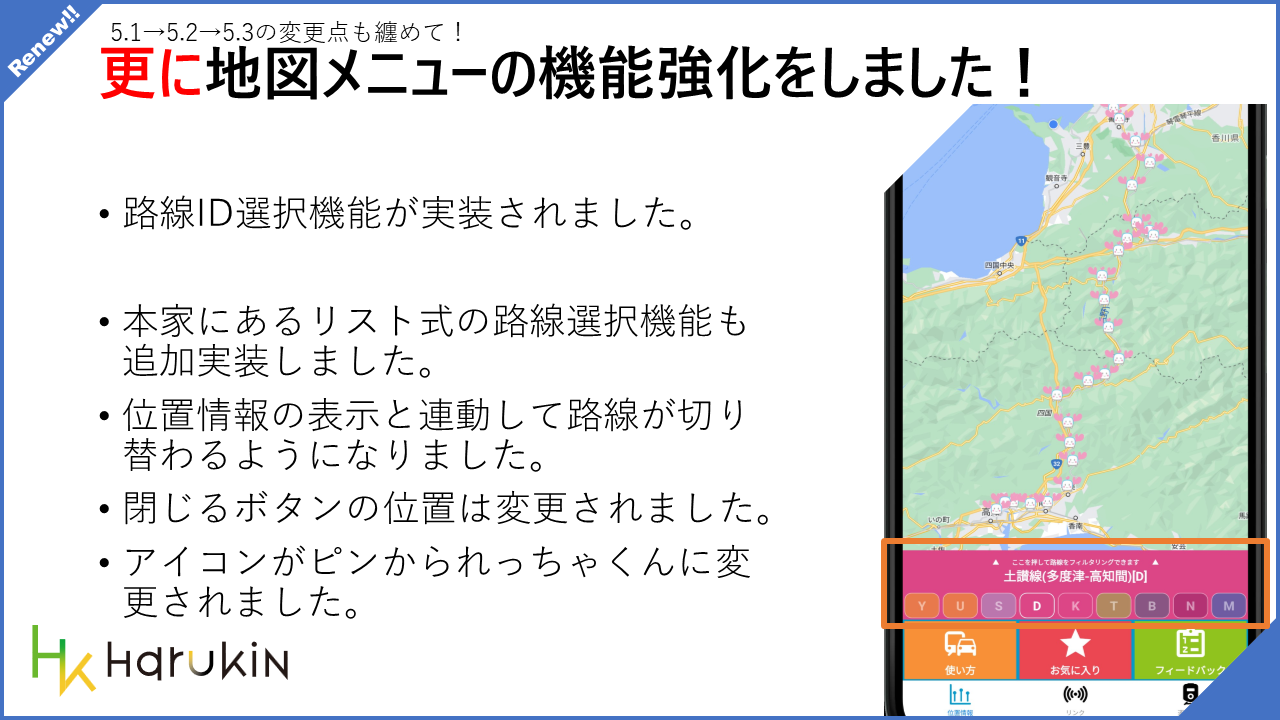 Renew!!
5.1→5.2→5.3の変更点も纏めて！
更に地図メニューの機能強化をしました！
• 路線ID選択機能が実装されました。
• 本家にあるリスト式の路線選択機能も
追加実装しました。
• 位置情報の表示と連動して路線が切り
替わるようになりました。
• 閉じるボタンの位置は変更されました。
• アイコンがピンかられっちゃくんに変
更されました。
HK HARUKIN
琴電琴平線
香川県
三豊
観音寺
11
四国中央
四国
32
いの町
香南
安芸
▲ ここを押して路線をフィルタリングできます ▲
土讃線(多度津-高知間)[D]
Y U S D K T B N M
使い方 お気に入り フィードバック
位置情報 リンク